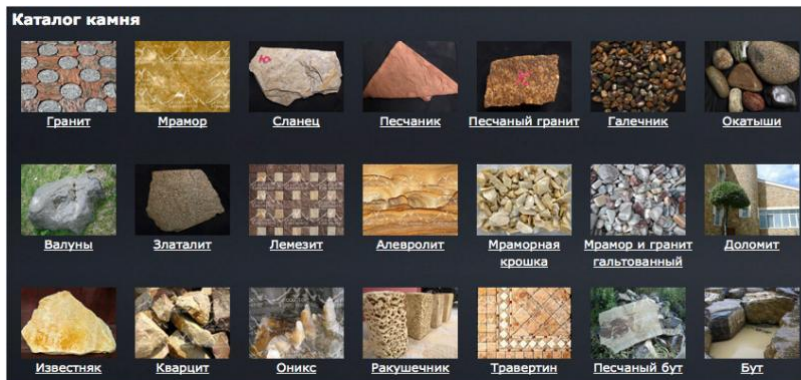 Каталог камня
Гранит
Мрамор
Сланец
Песчаник
Песчаный гранит
Галечник
Окатыши
Валуны
Златалит
Лемезит
Алевролит
Мраморная
крошка
Мрамор и гранит
гальтованный
Доломит
Известняк
Кварцит
Оникс
Ракушечник
Травертин
Песчаный бут
Бут